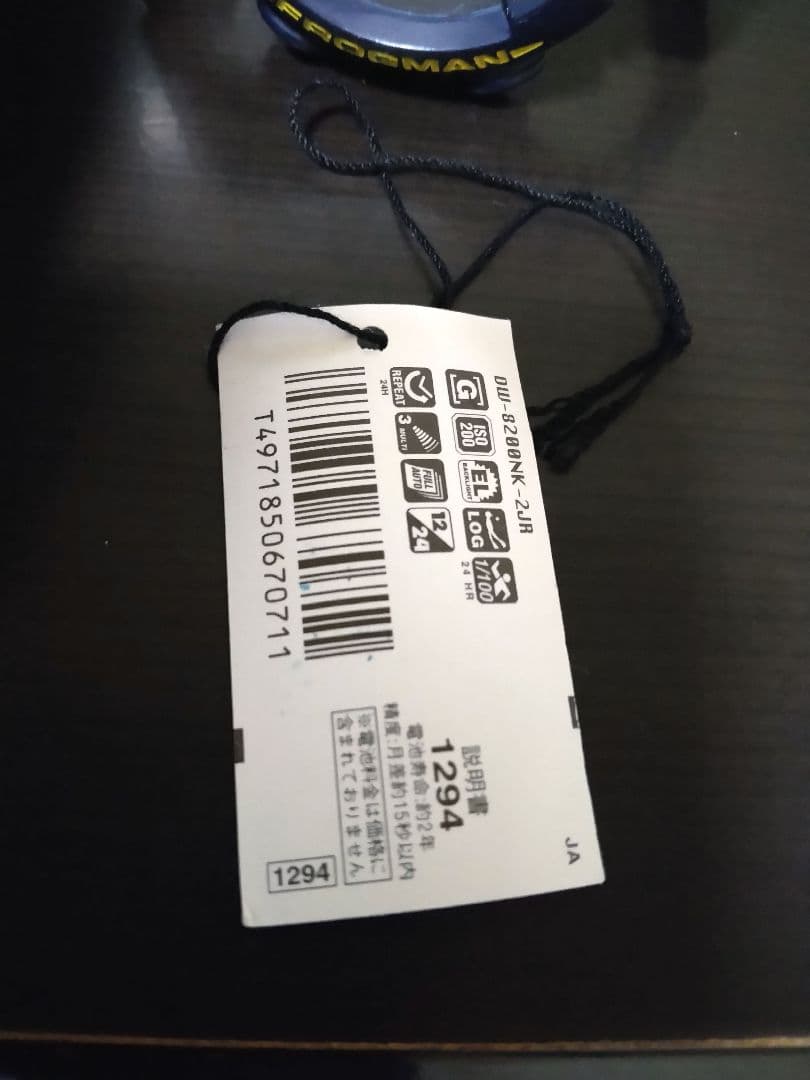 FROGMAN
DW-8200NK-2JR
G
ISO 200
EL BACKLIGHT
LOG
1/100
24 HR
REPEAT
24H
3 MULTI
FULL AUTO
12/24
T4971850670711
説明書
1294
電池寿命:約2年
精度:月差約15秒以内
※電池料金は価格に
含まれておりません
1294
JA